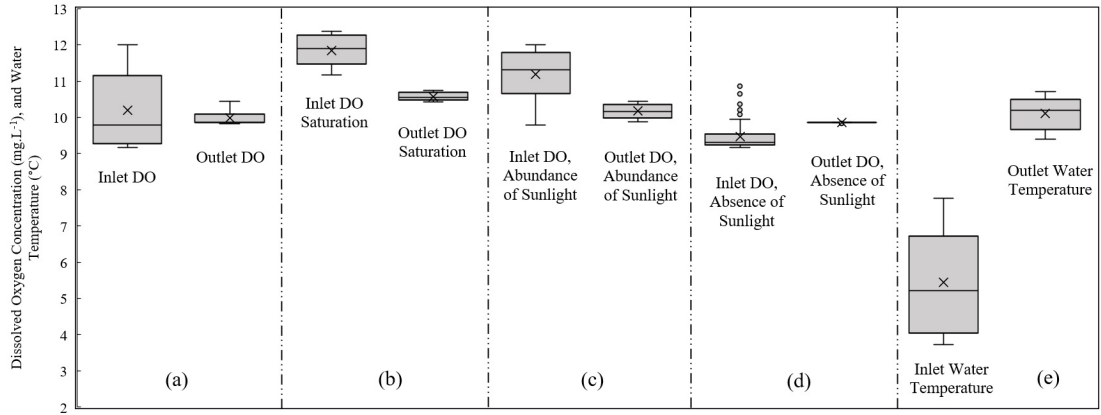 Dissolved Oxygen Concentration (mg.L⁻¹), and Water
Temperature (°C)
13
12
11
10
9
8
7
6
5
4
3
2
Inlet DO
Outlet DO
(a)
Inlet DO
Saturation
Outlet DO
Saturation
(b)
Inlet DO,
Abundance
of Sunlight
Outlet DO,
Abundance
of Sunlight
(c)
Inlet DO,
Absence of
Sunlight
Outlet DO,
Absence of
Sunlight
(d)
Inlet Water
Temperature
Outlet Water
Temperature
(e)